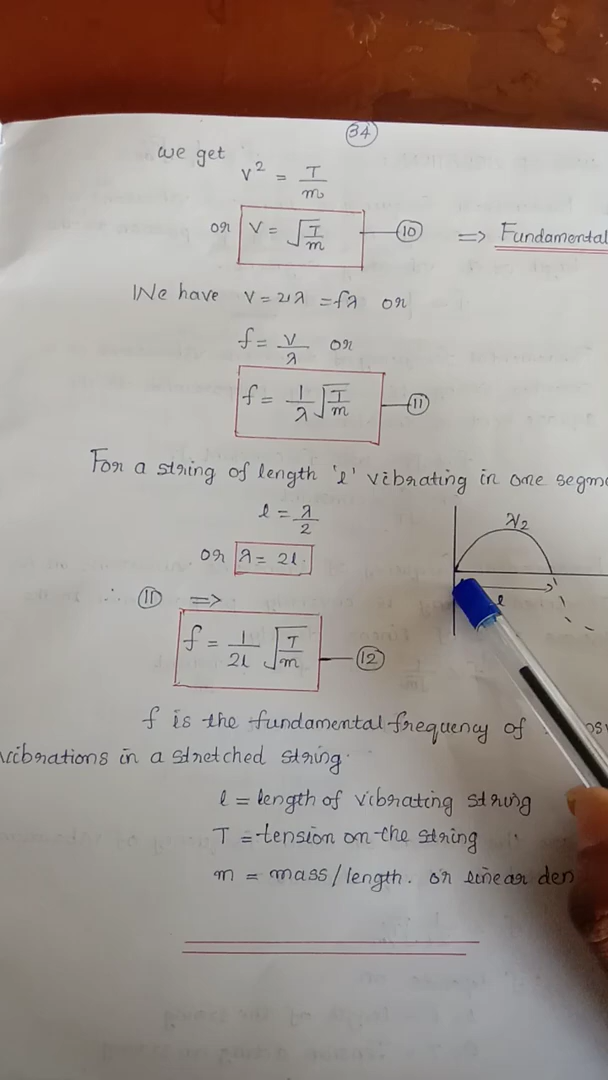 34
we get
v² = T/m
or v = √T/m — 10 => Fundamental
We have v = νλ = fλ or
f = v/λ or
f = 1/λ √T/m — 11
For a string of length 'l' vibrating in one
l = λ/2
λ/2
or λ = 2l.
l
∴ 11 =>
f = 1/2l √T/m — 12
f is the fundamental frequency of
vibrations in a stretched string.
l = length of vibrating string
T = tension on the string
m = mass/length. or linear